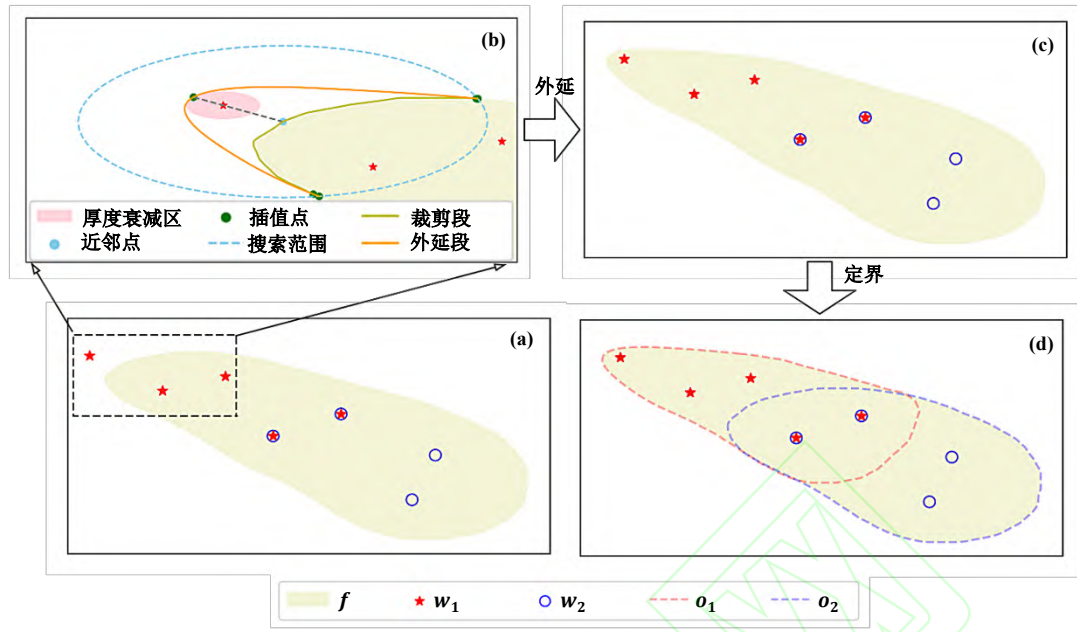 (b)
厚度衰减区 插值点 裁剪段
近邻点 搜索范围 外延段
外延
(c)
定界
(a)
(d)
f w₁ w₂ o₁ o₂